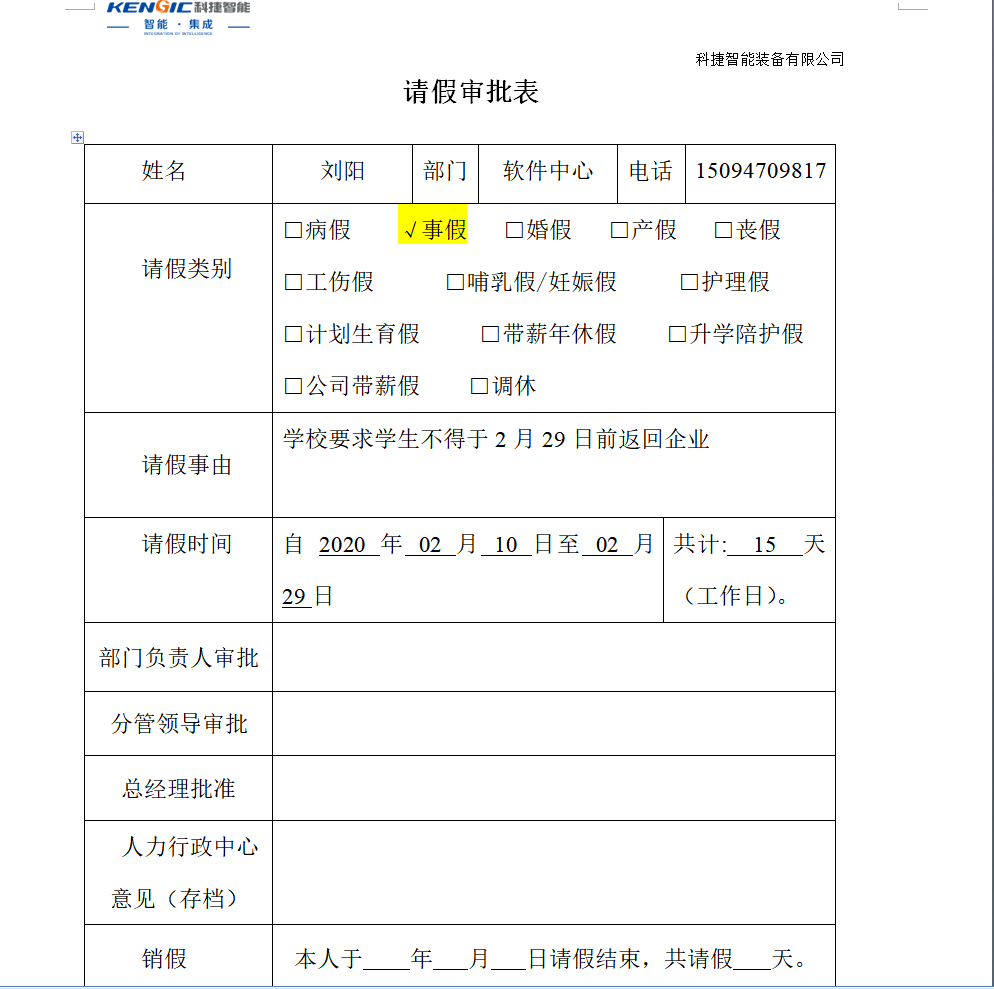 KENGIC科捷智能
智能·集成
INTEGRATION OF INTELLIGENCE
科捷智能装备有限公司
请假审批表
姓名 刘阳 部门 软件中心 电话 15094709817
请假类别
□病假 √事假 □婚假 □产假 □丧假
□工伤假 □哺乳假/妊娠假 □护理假
□计划生育假 □带薪年休假 □升学陪护假
□公司带薪假 □调休
请假事由
学校要求学生不得于 2 月 29 日前返回企业
请假时间
自 2020 年 02 月 10 日至 02 月
29 日
共计: 15 天
（工作日）。
部门负责人审批
分管领导审批
总经理批准
人力行政中心
意见（存档）
销假 本人于____年___月___日请假结束，共请假___天。